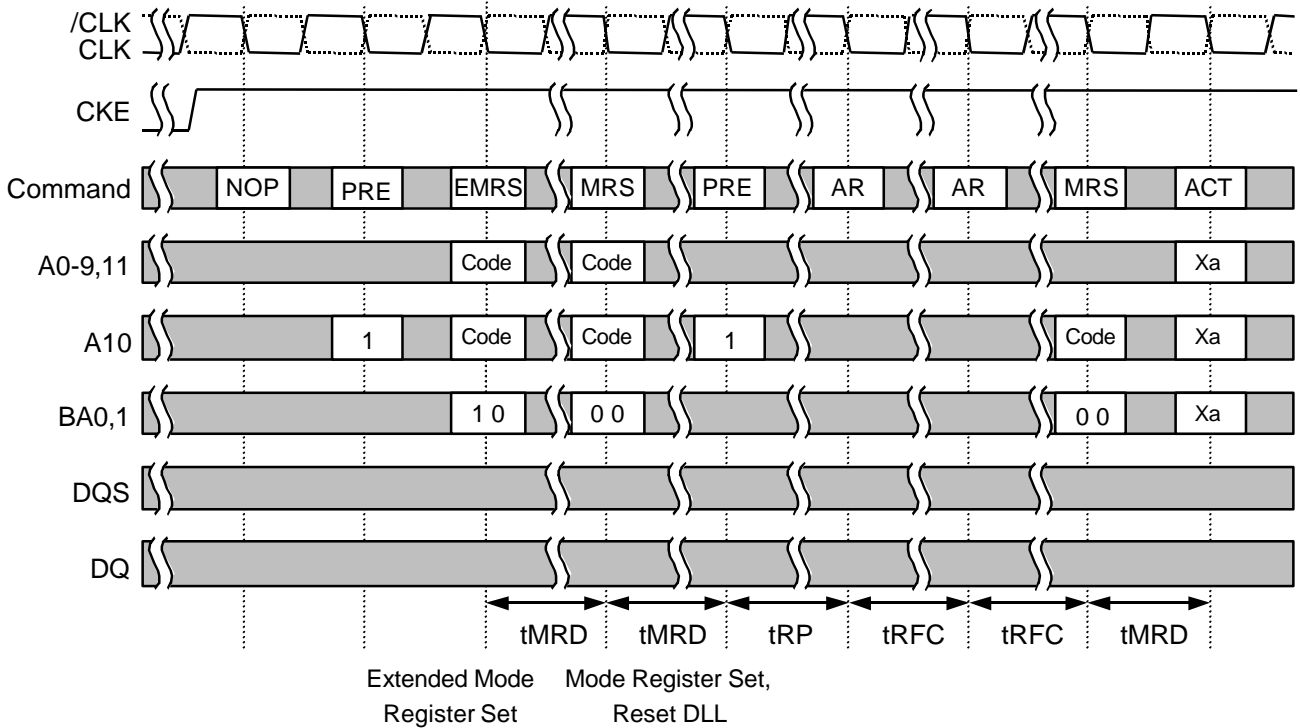 /CLK
CLK
CKE
Command NOP PRE EMRS MRS PRE AR AR MRS ACT
A0-9,11 Code Code Xa
A10 1 Code Code 1 Code Xa
BA0,1 1 0 0 0 0 0 Xa
DQS
DQ
tMRD tMRD tRP tRFC tRFC tMRD
Extended Mode Mode Register Set,
Register Set Reset DLL